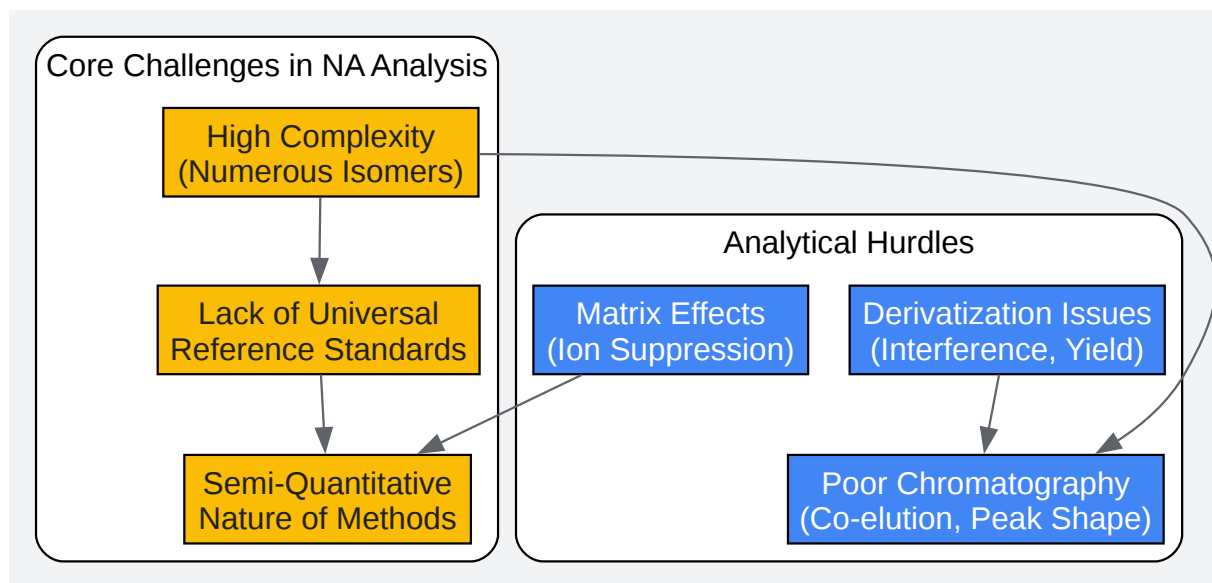 Core Challenges in NA Analysis
High Complexity
(Numerous Isomers)
Lack of Universal
Reference Standards
Semi-Quantitative
Nature of Methods
Analytical Hurdles
Matrix Effects
(Ion Suppression)
Derivatization Issues
(Interference, Yield)
Poor Chromatography
(Co-elution, Peak Shape)